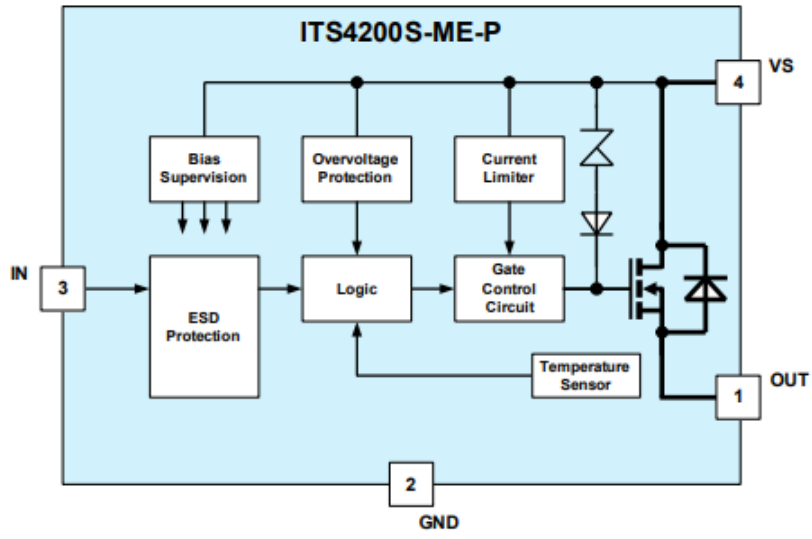 ITS4200S-ME-P
VS
4
Bias
Supervision
Overvoltage
Protection
Current
Limiter
IN
3
ESD
Protection
Logic
Gate
Control
Circuit
Temperature
Sensor
OUT
1
2
GND